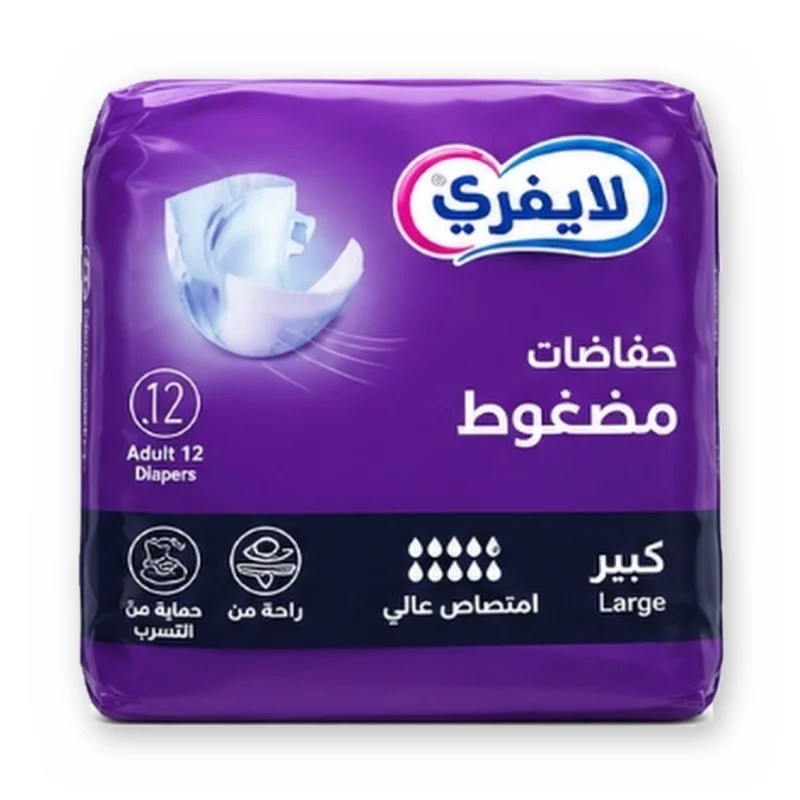 لايفري
®
حفاضات
مضغوط
12.
Adult 12
Diapers
كبير
Large
امتصاص عالي
راحة من
حماية من
التسرب